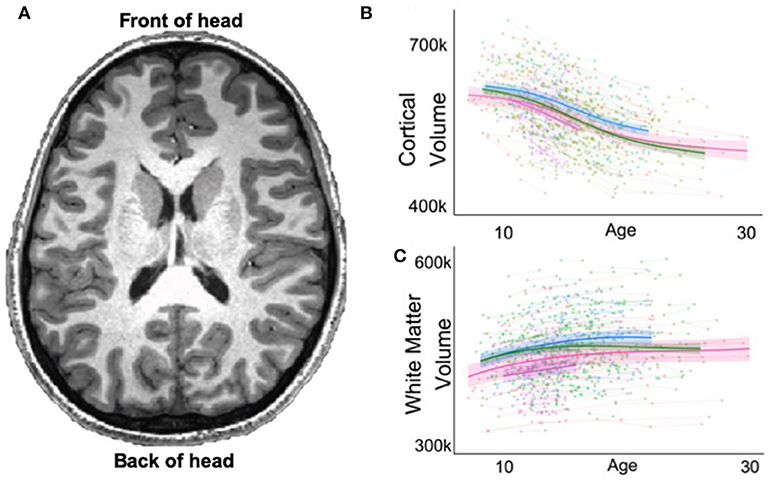 A
Front of head
Back of head
B
700k
Cortical
Volume
400k
10
Age
30
C
600k
White Matter
Volume
300k
10
Age
30